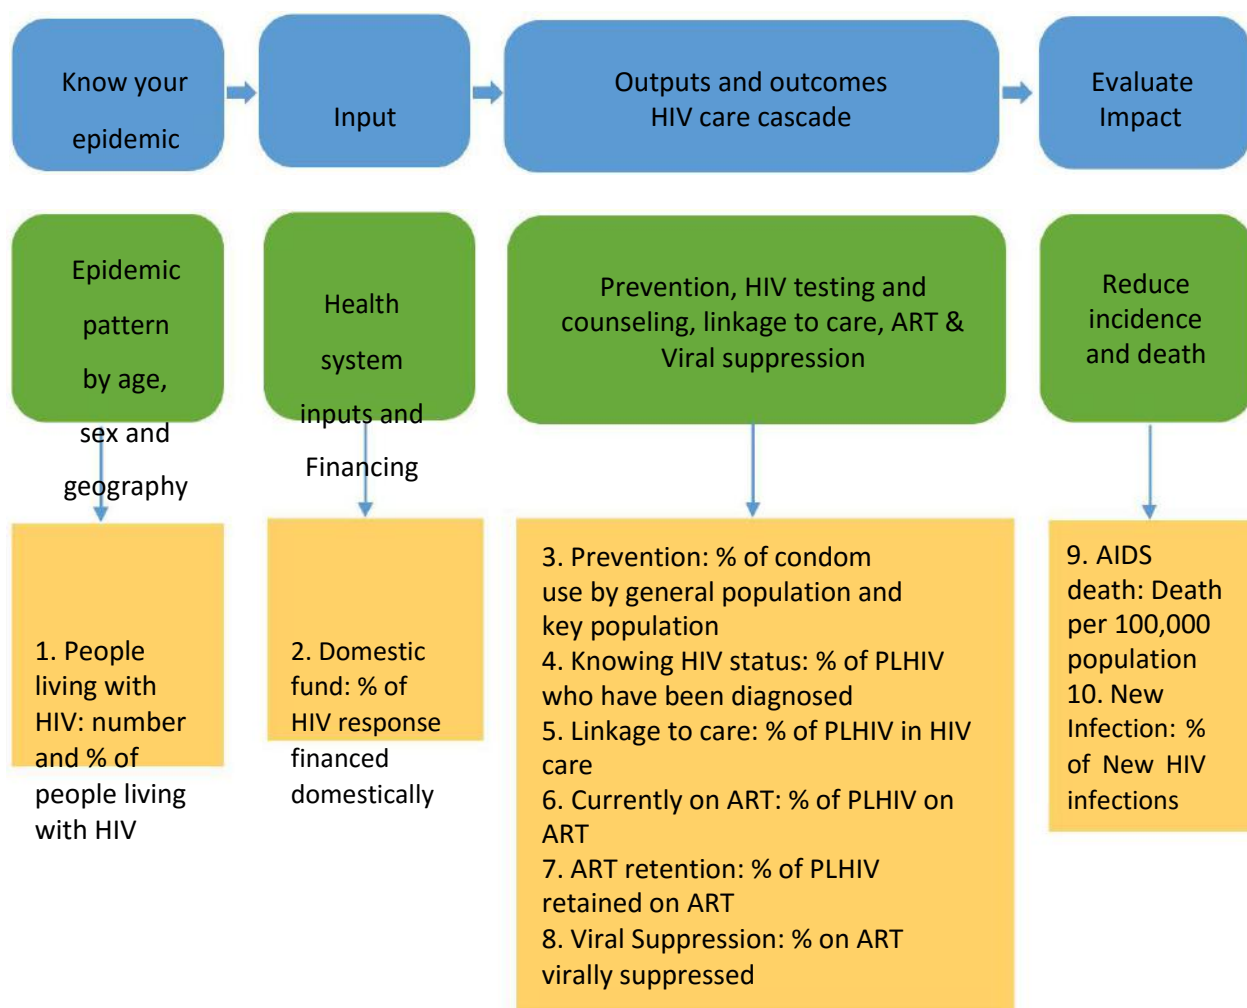 Know your
epidemic
Input
Outputs and outcomes
HIV care cascade
Evaluate
Impact
Epidemic
pattern
by age,
sex and
geography
Health
system
inputs and
Financing
Prevention, HIV testing and
counseling, linkage to care, ART &
Viral suppression
Reduce
incidence
and death
1. People
living with
HIV: number
and % of
people living
with HIV
2. Domestic
fund: % of
HIV response
financed
domestically
3. Prevention: % of condom
use by general population and
key population
4. Knowing HIV status: % of PLHIV
who have been diagnosed
5. Linkage to care: % of PLHIV in HIV
care
6. Currently on ART: % of PLHIV on
ART
7. ART retention: % of PLHIV
retained on ART
8. Viral Suppression: % on ART
virally suppressed
9. AIDS
death: Death
per 100,000
population
10. New
Infection: %
of New HIV
infections